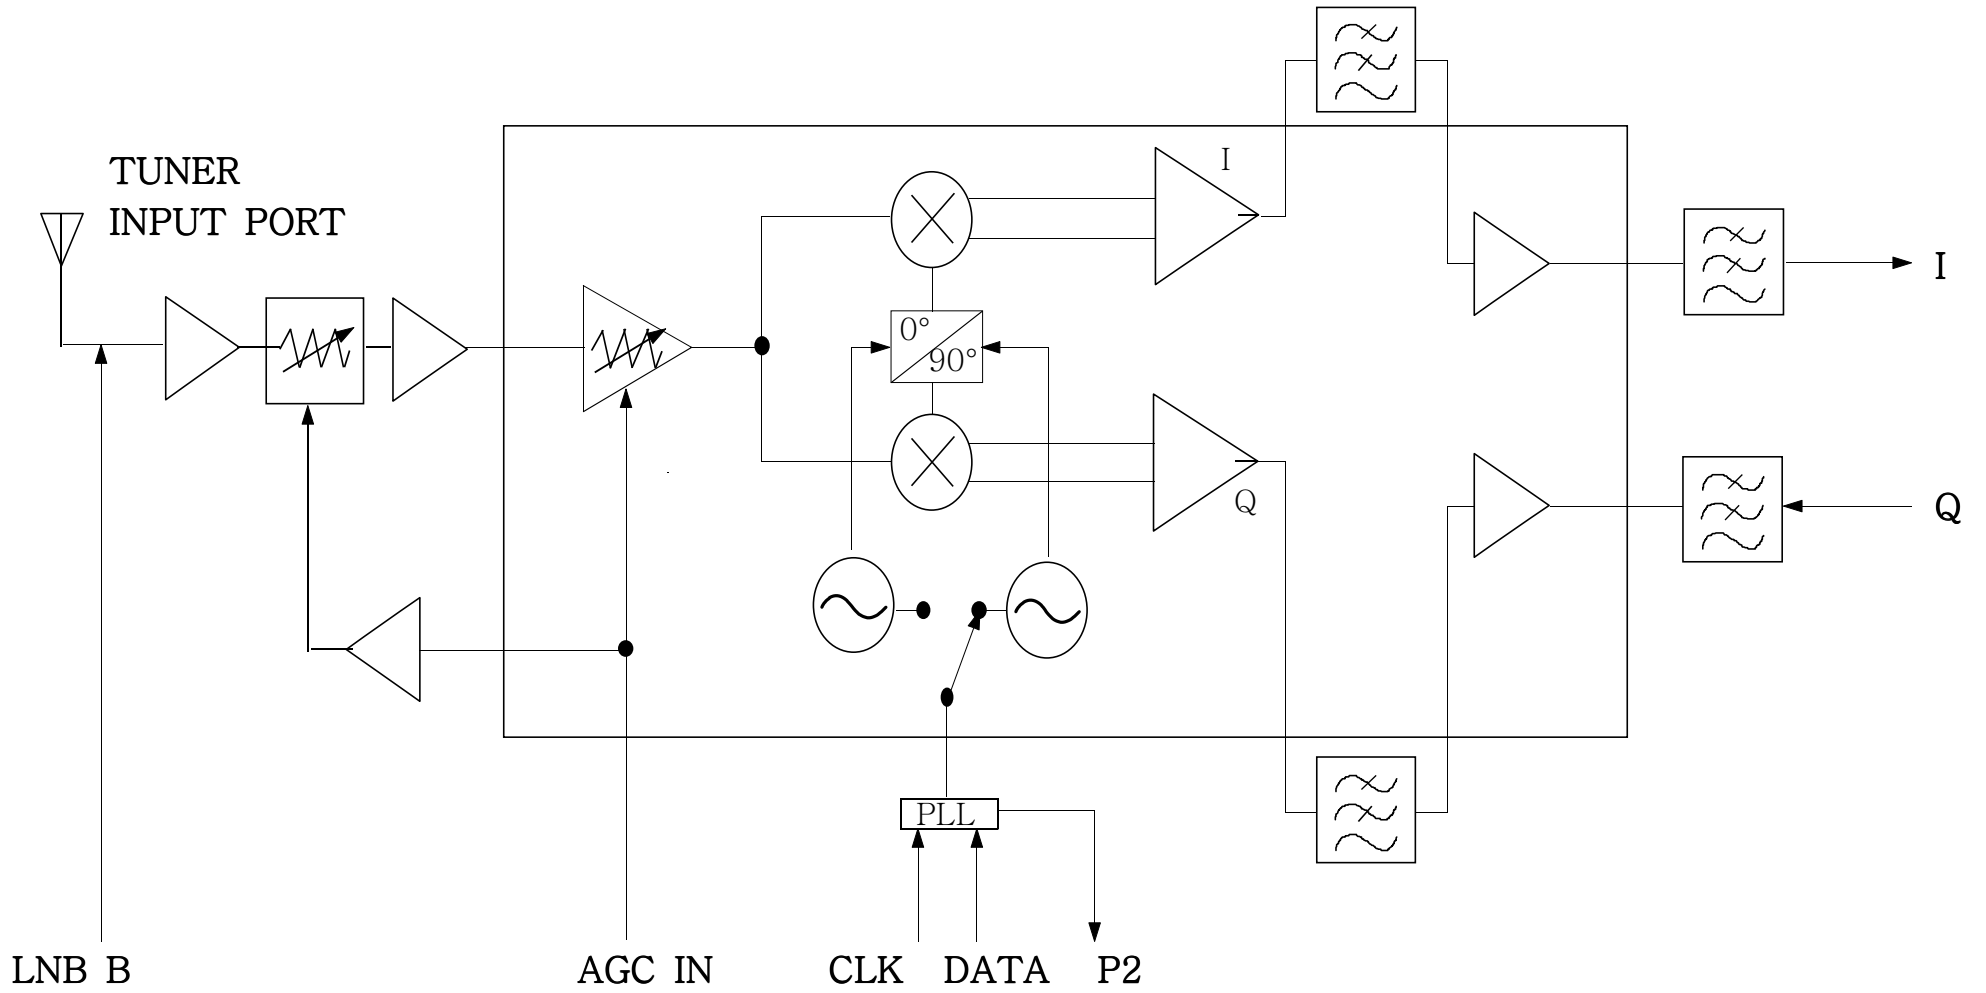 TUNER
INPUT PORT
I
I
0°
90°
Q
Q
PLL
LNB B
AGC IN
CLK
DATA
P2